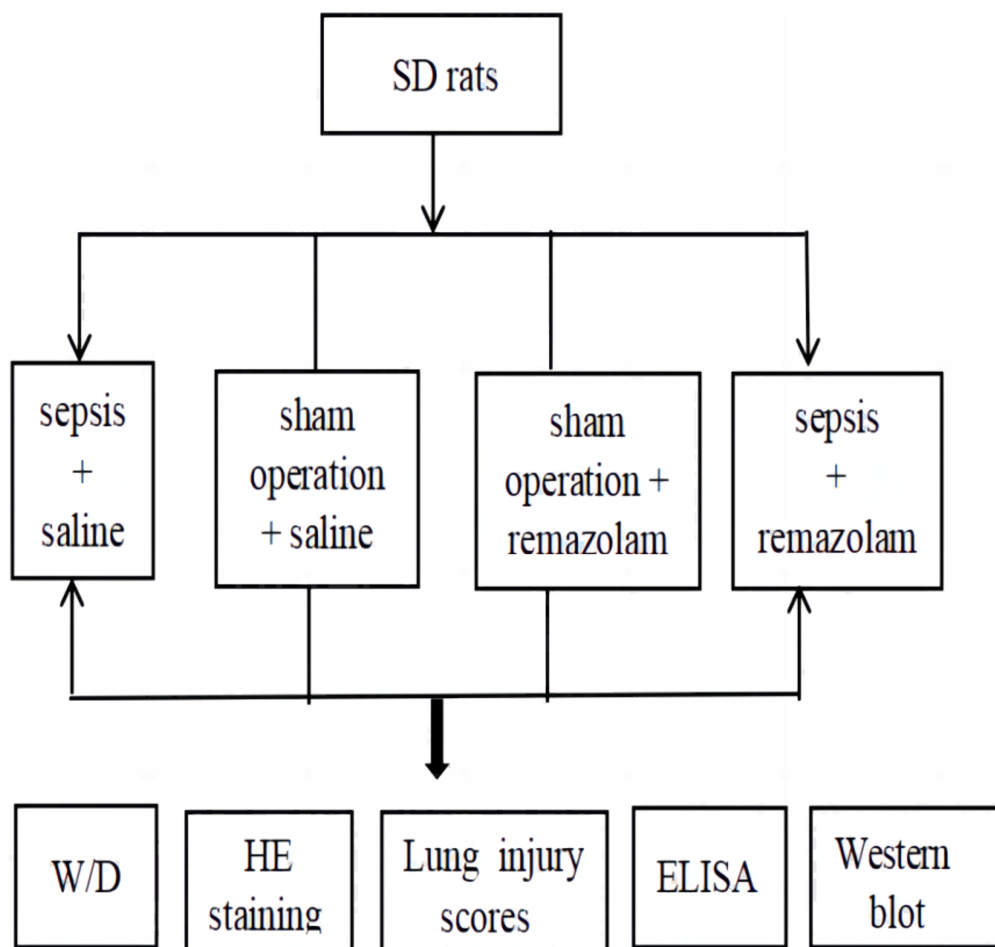 SD rats
sepsis
+
saline
sham
operation
+ saline
sham
operation +
remazolam
sepsis
+
remazolam
W/D
HE
staining
Lung injury
scores
ELISA
Western
blot